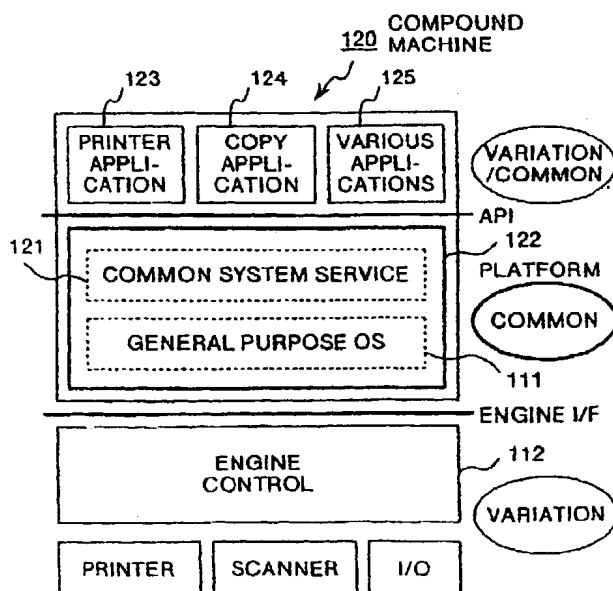 120
COMPOUND
MACHINE
123
124
125
PRINTER
APPLI-
CATION
COPY
APPLI-
CATION
VARIOUS
APPLI-
CATIONS
VARIATION
/COMMON
API
121
122
COMMON SYSTEM SERVICE
PLATFORM
GENERAL PURPOSE OS
COMMON
111
ENGINE I/F
112
ENGINE
CONTROL
VARIATION
PRINTER
SCANNER
I/O